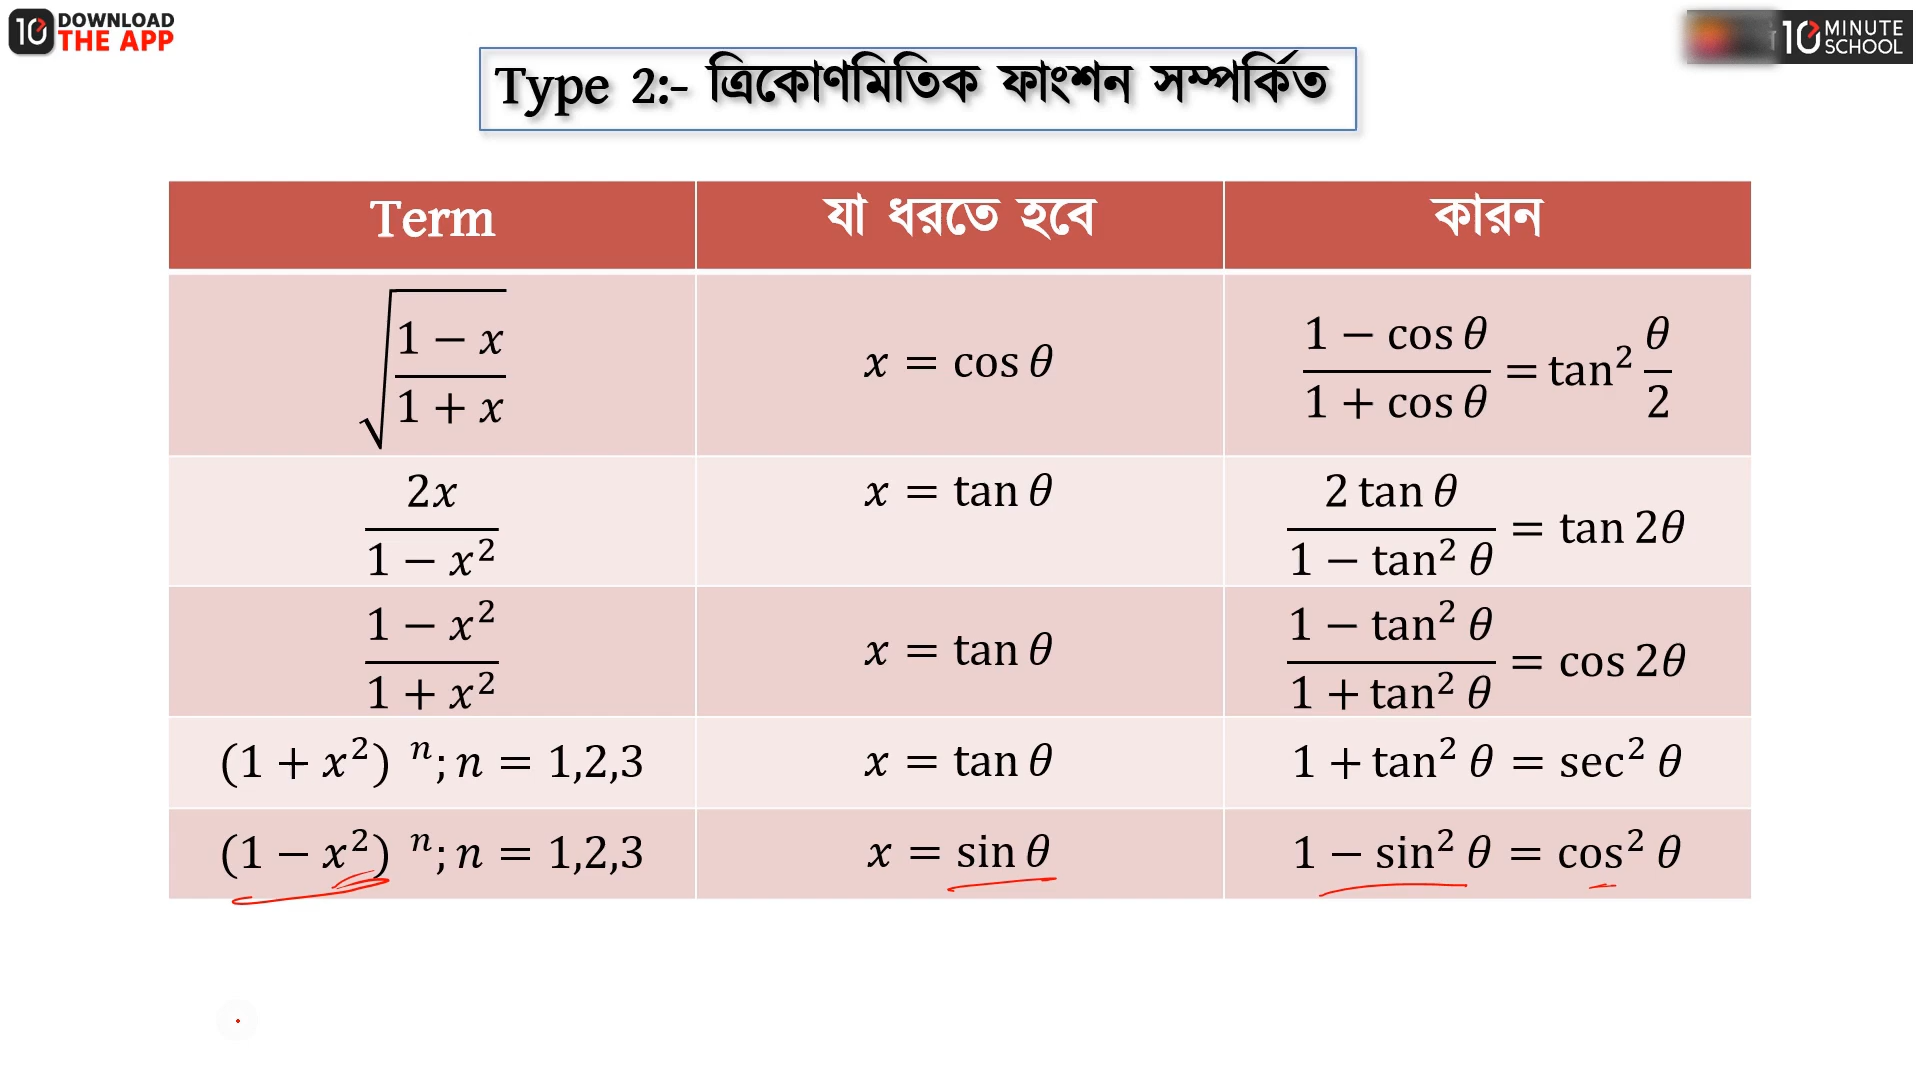 10 DOWNLOAD
THE APP
10 MINUTE
SCHOOL
Type 2:- ত্রিকোণমিতিক ফাংশন সম্পর্কিত
Term | যা ধরতে হবে | কারন
√((1 − x)/(1 + x)) | x = cos θ | (1 − cos θ)/(1 + cos θ) = tan² θ/2
2x/(1 − x²) | x = tan θ | 2 tan θ/(1 − tan² θ) = tan 2θ
(1 − x²)/(1 + x²) | x = tan θ | (1 − tan² θ)/(1 + tan² θ) = cos 2θ
(1 + x²) ⁿ; n = 1,2,3 | x = tan θ | 1 + tan² θ = sec² θ
(1 − x²) ⁿ; n = 1,2,3 | x = sin θ | 1 − sin² θ = cos² θ